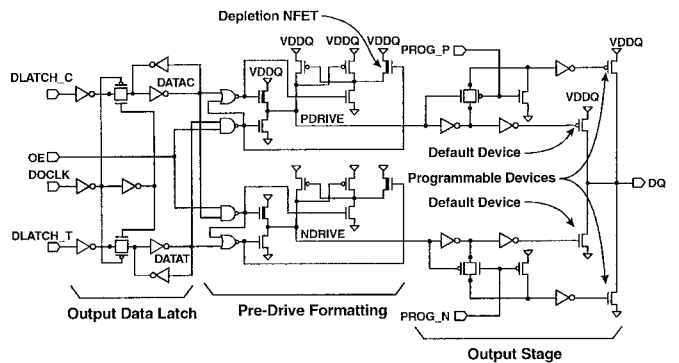 Depletion NFET
VDDQ VDDQ
PROG_P
VDDQ
VDDQ
DLATCH_C
DATAC
VDDQ
PDRIVE
OE
Default Device
DOCLK
Programmable Devices
DQ
Default Device
DLATCH_T
NDRIVE
DATAT
Output Data Latch
Pre-Drive Formatting
PROG_N
Output Stage